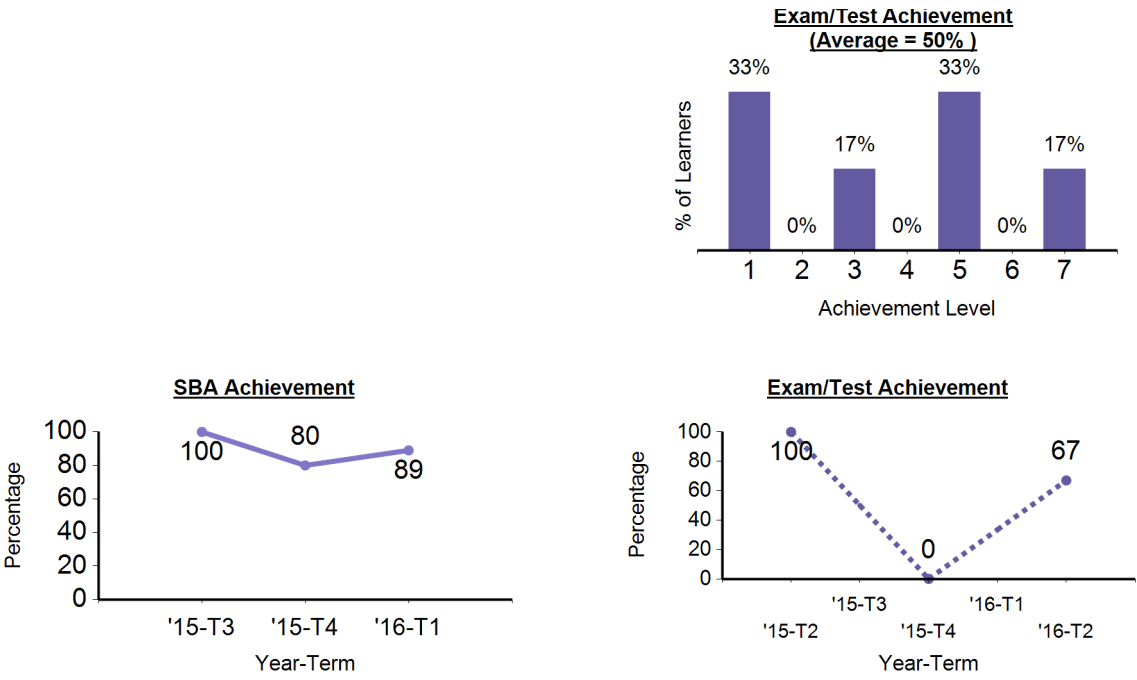 Exam/Test Achievement
(Average = 50% )
33%
33%
17%
17%
0%
0%
0%
% of Learners
1 2 3 4 5 6 7
Achievement Level
SBA Achievement
100
80
60
40
20
0
100
80
89
Percentage
'15-T3 '15-T4 '16-T1
Year-Term
Exam/Test Achievement
100
80
60
40
20
0
100
0
67
Percentage
'15-T3 '16-T1
'15-T2 '15-T4 '16-T2
Year-Term